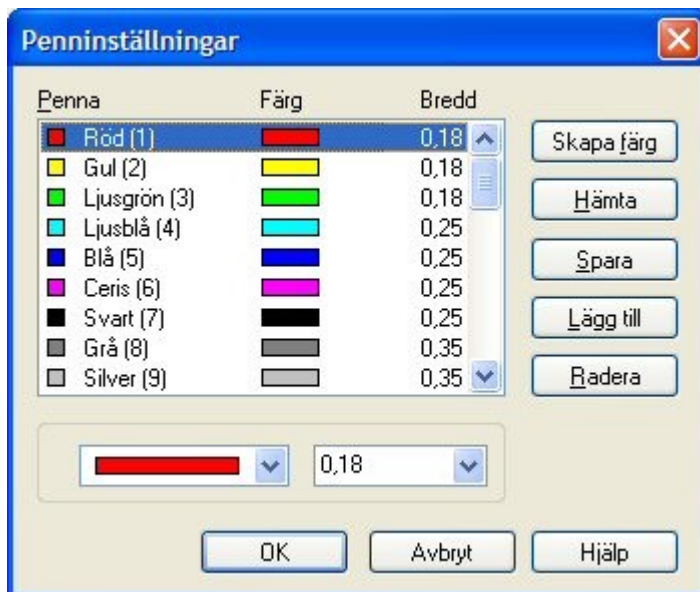 Penninställningar
Penna Färg Bredd
Röd (1) 0,18
Gul (2) 0,18
Ljusgrön (3) 0,18
Ljusblå (4) 0,25
Blå (5) 0,25
Ceris (6) 0,25
Svart (7) 0,25
Grå (8) 0,35
Silver (9) 0,35
Skapa färg
Hämta
Spara
Lägg till
Radera
0,18
OK Avbryt Hjälp